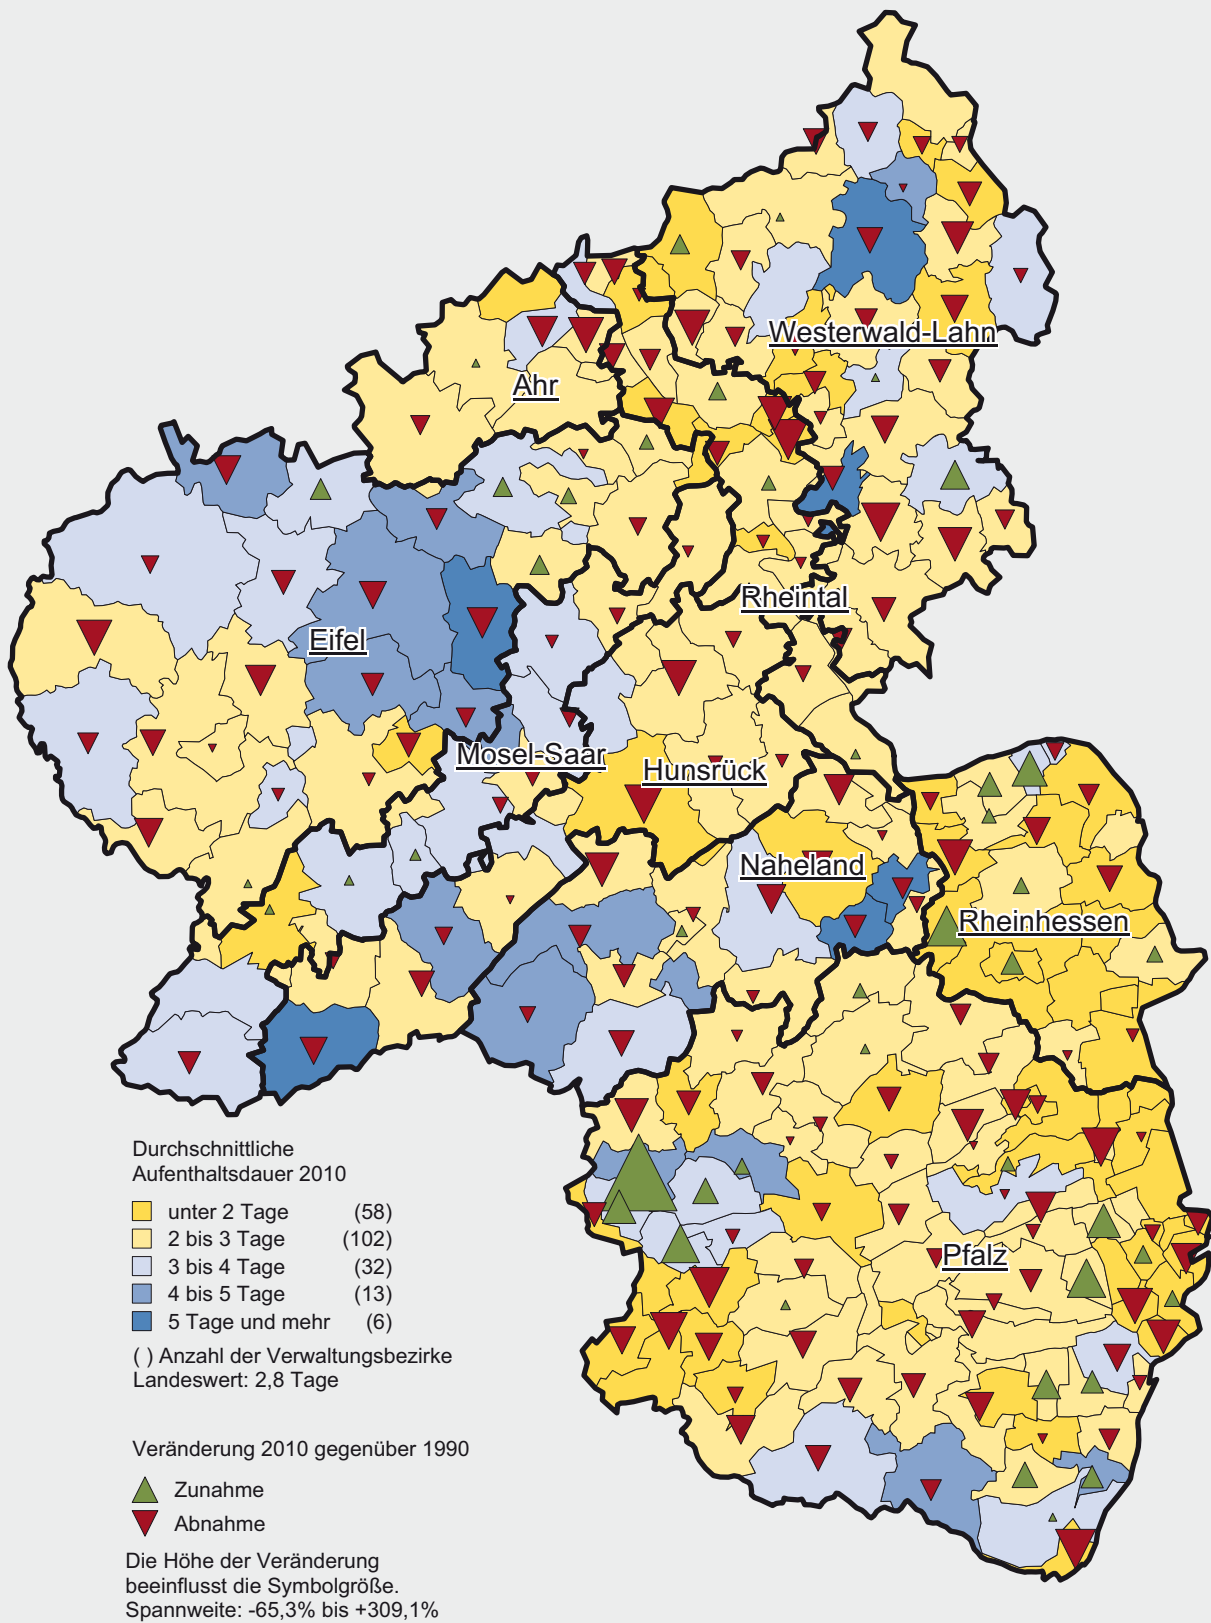 Westerwald-Lahn
Ahr
Rheintal
Eifel
Mosel-Saar
Hunsrück
Naheland
Rheinhessen
Pfalz
Durchschnittliche
Aufenthaltsdauer 2010
unter 2 Tage (58)
2 bis 3 Tage (102)
3 bis 4 Tage (32)
4 bis 5 Tage (13)
5 Tage und mehr (6)
( ) Anzahl der Verwaltungsbezirke
Landeswert: 2,8 Tage
Veränderung 2010 gegenüber 1990
Zunahme
Abnahme
Die Höhe der Veränderung
beeinflusst die Symbolgröße.
Spannweite: -65,3% bis +309,1%